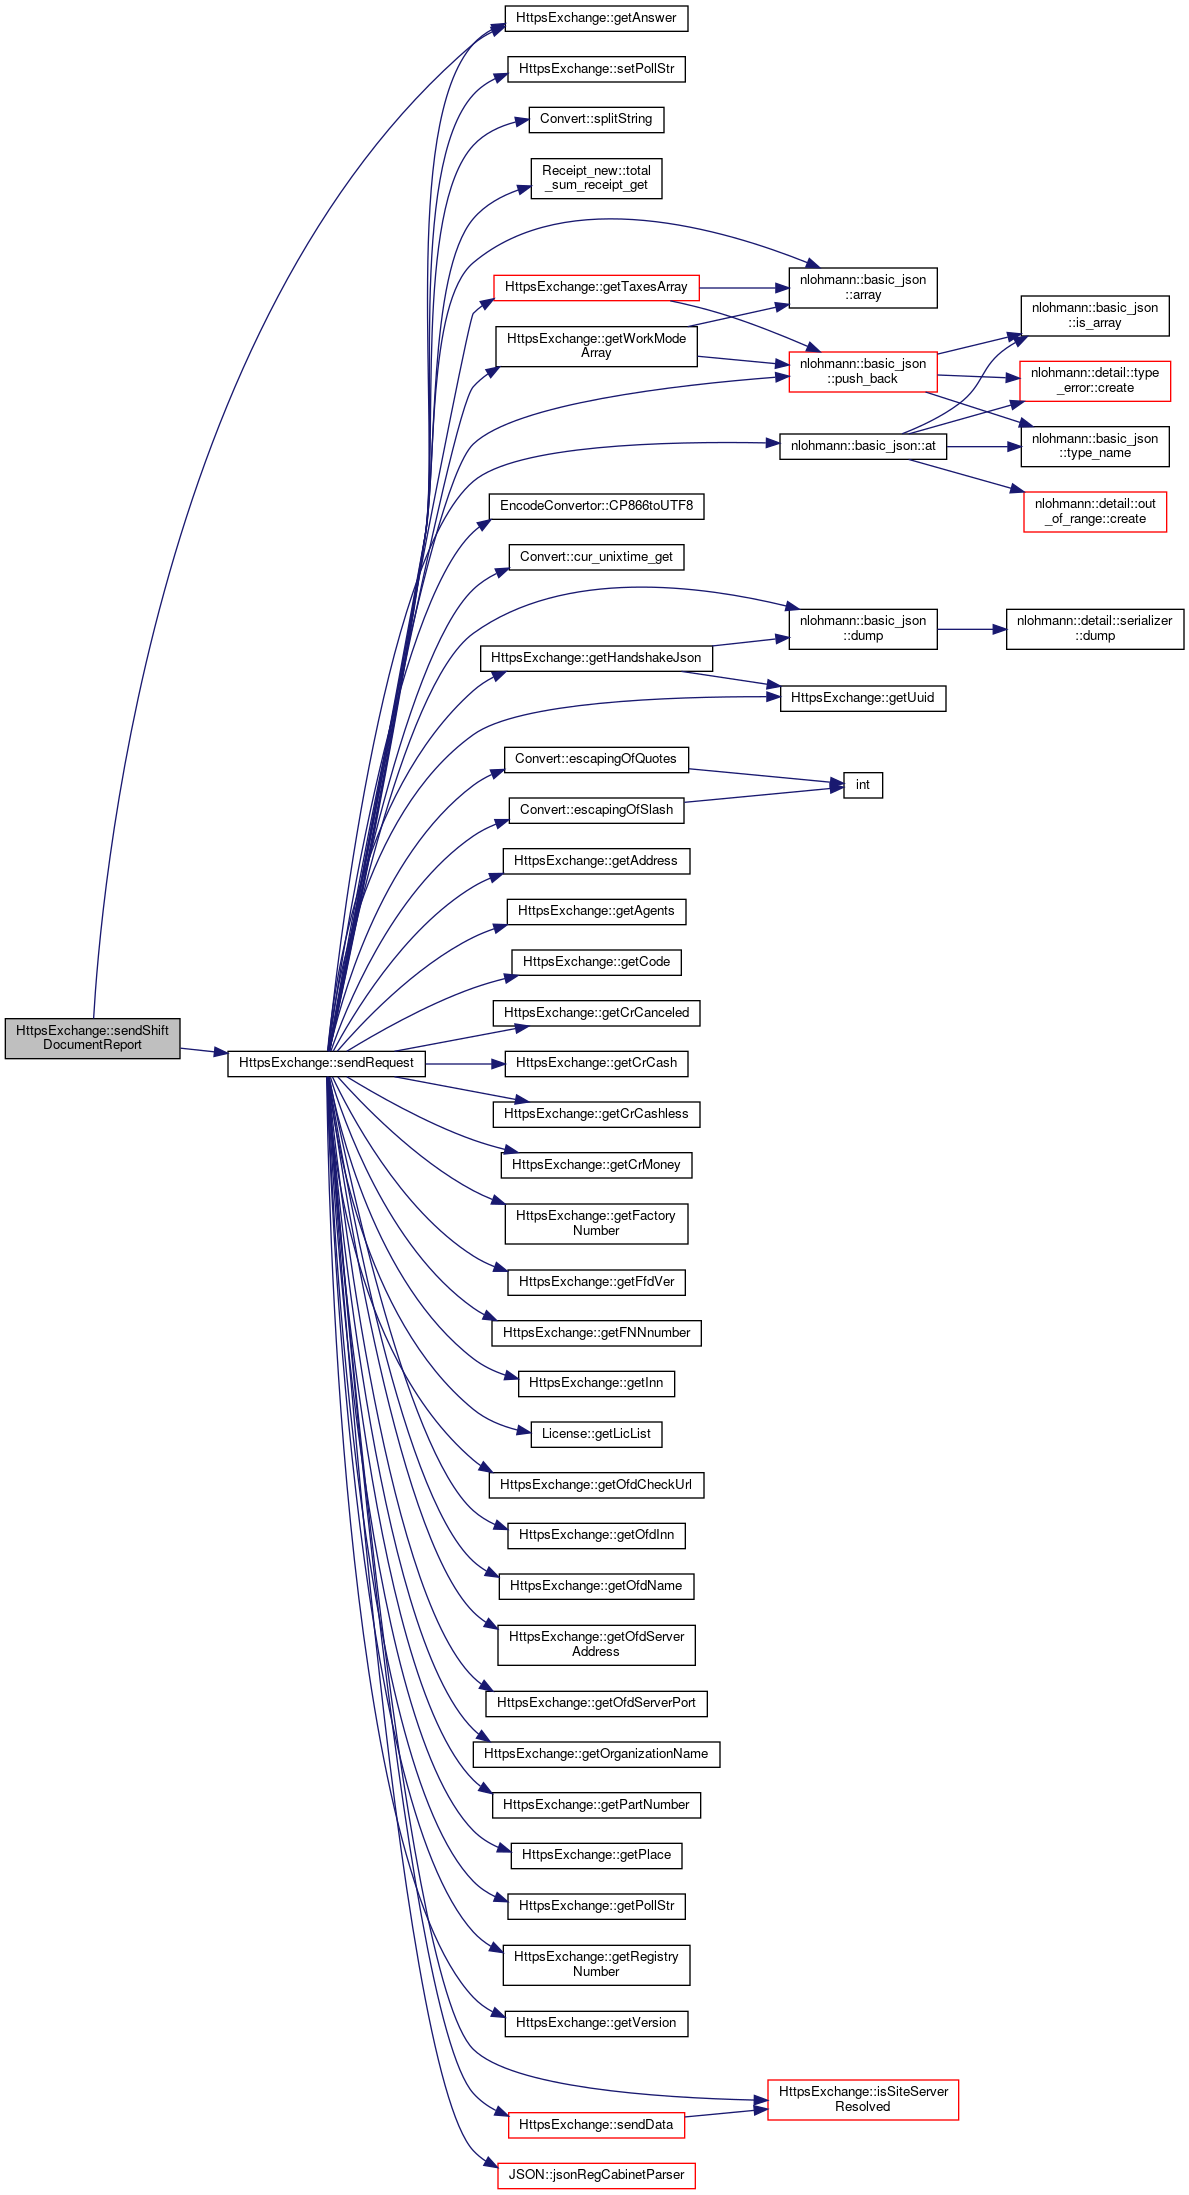 HttpsExchange::sendShift
DocumentReport
HttpsExchange::sendRequest
HttpsExchange::getAnswer
HttpsExchange::setPollStr
Convert::splitString
Receipt_new::total
_sum_receipt_get
HttpsExchange::getTaxesArray
HttpsExchange::getWorkMode
Array
EncodeConvertor::CP866toUTF8
Convert::cur_unixtime_get
HttpsExchange::getHandshakeJson
Convert::escapingOfQuotes
Convert::escapingOfSlash
HttpsExchange::getAddress
HttpsExchange::getAgents
HttpsExchange::getCode
HttpsExchange::getCrCanceled
HttpsExchange::getCrCash
HttpsExchange::getCrCashless
HttpsExchange::getCrMoney
HttpsExchange::getFactory
Number
HttpsExchange::getFfdVer
HttpsExchange::getFNNnumber
HttpsExchange::getInn
License::getLicList
HttpsExchange::getOfdCheckUrl
HttpsExchange::getOfdInn
HttpsExchange::getOfdName
HttpsExchange::getOfdServer
Address
HttpsExchange::getOfdServerPort
HttpsExchange::getOrganizationName
HttpsExchange::getPartNumber
HttpsExchange::getPlace
HttpsExchange::getPollStr
HttpsExchange::getRegistry
Number
HttpsExchange::getVersion
HttpsExchange::sendData
JSON::jsonRegCabinetParser
nlohmann::basic_json
::array
nlohmann::basic_json
::push_back
nlohmann::basic_json::at
nlohmann::basic_json
::dump
HttpsExchange::getUuid
int
HttpsExchange::isSiteServer
Resolved
nlohmann::basic_json
::is_array
nlohmann::detail::type
_error::create
nlohmann::basic_json
::type_name
nlohmann::detail::out
_of_range::create
nlohmann::detail::serializer
::dump